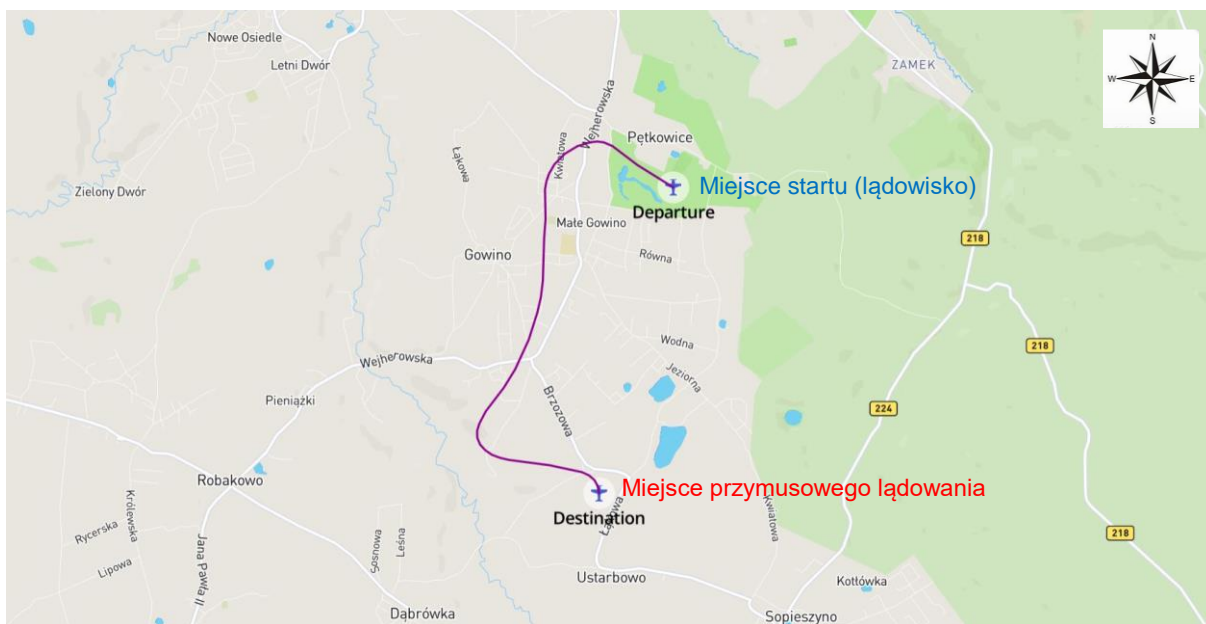 Nowe Osiedle
Letni Dwór
ZAMEK
N
W E
S
Wejherowska
Pętkowice
Kwiatowa
Łąkowa
Zielony Dwór
Miejsce startu (lądowisko)
Departure
Małe Gowino
218
Gowino
Równa
Wodna
218
Wejherowska
Jeziorna
Pieniążki
Brzozowa
224
Robakowo
Miejsce przymusowego lądowania
Destination
Łąkowa
Królewska
Rycerska
Kwiatowa
218
Jana Pawła II
Sosnowa
Leśna
Lipowa
Ustarbowo
Kotłówka
Dąbrówka
Sopieszyno